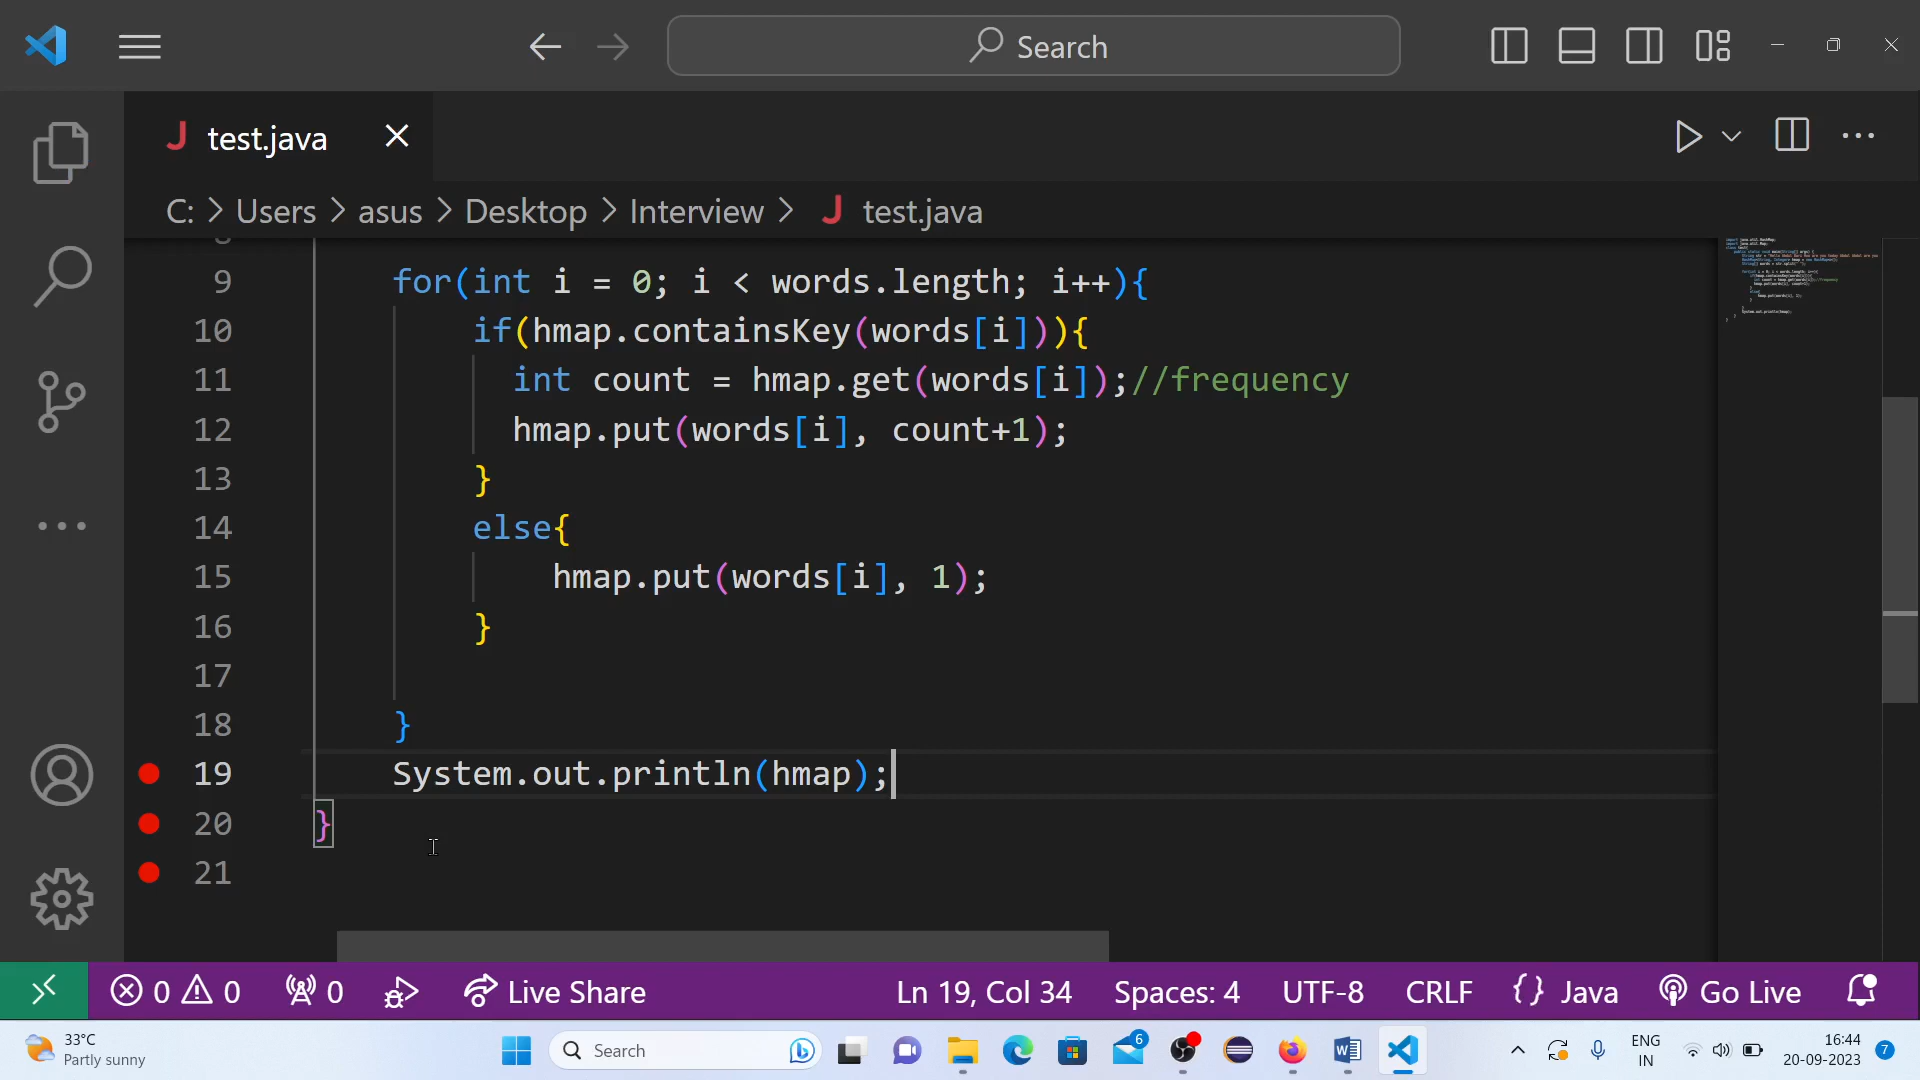 Search
J test.java
C: > Users > asus > Desktop > Interview > J test.java
9 for(int i = 0; i < words.length; i++){
10 if(hmap.containsKey(words[i])){
11 int count = hmap.get(words[i]);//frequency
12 hmap.put(words[i], count+1);
13 }
14 else{
15 hmap.put(words[i], 1);
16 }
17
18 }
19 System.out.println(hmap);
20 }
21
0 0 0 Live Share Ln 19, Col 34 Spaces: 4 UTF-8 CRLF {} Java Go Live
33°C
Partly sunny
Search
6
ENG
IN
16:44
20-09-2023
7